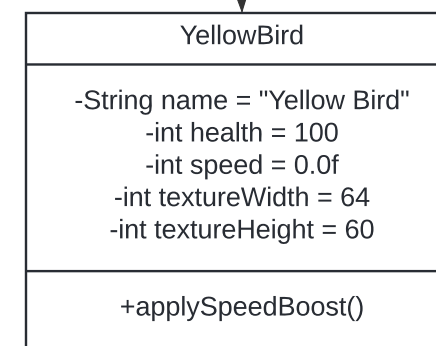 YellowBird
-String name = "Yellow Bird"
-int health = 100
-int speed = 0.0f
-int textureWidth = 64
-int textureHeight = 60
+applySpeedBoost()